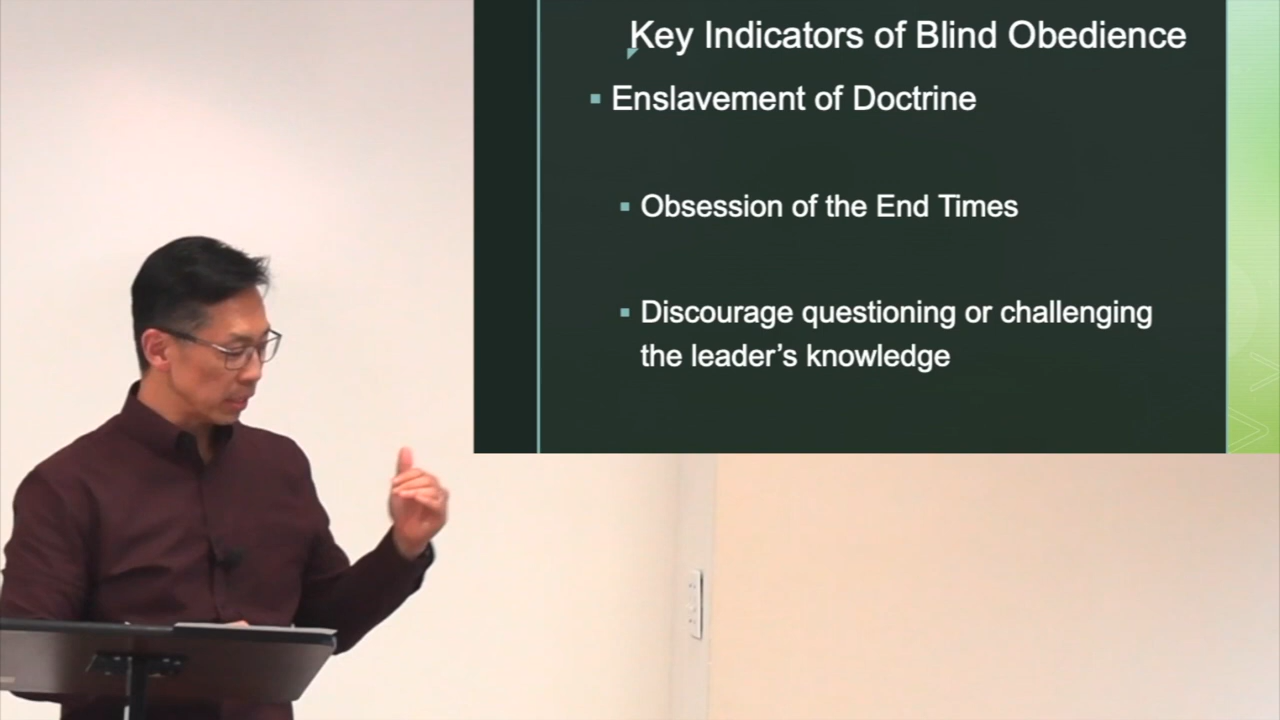 Key Indicators of Blind Obedience
Enslavement of Doctrine
Obsession of the End Times
Discourage questioning or challenging
the leader’s knowledge